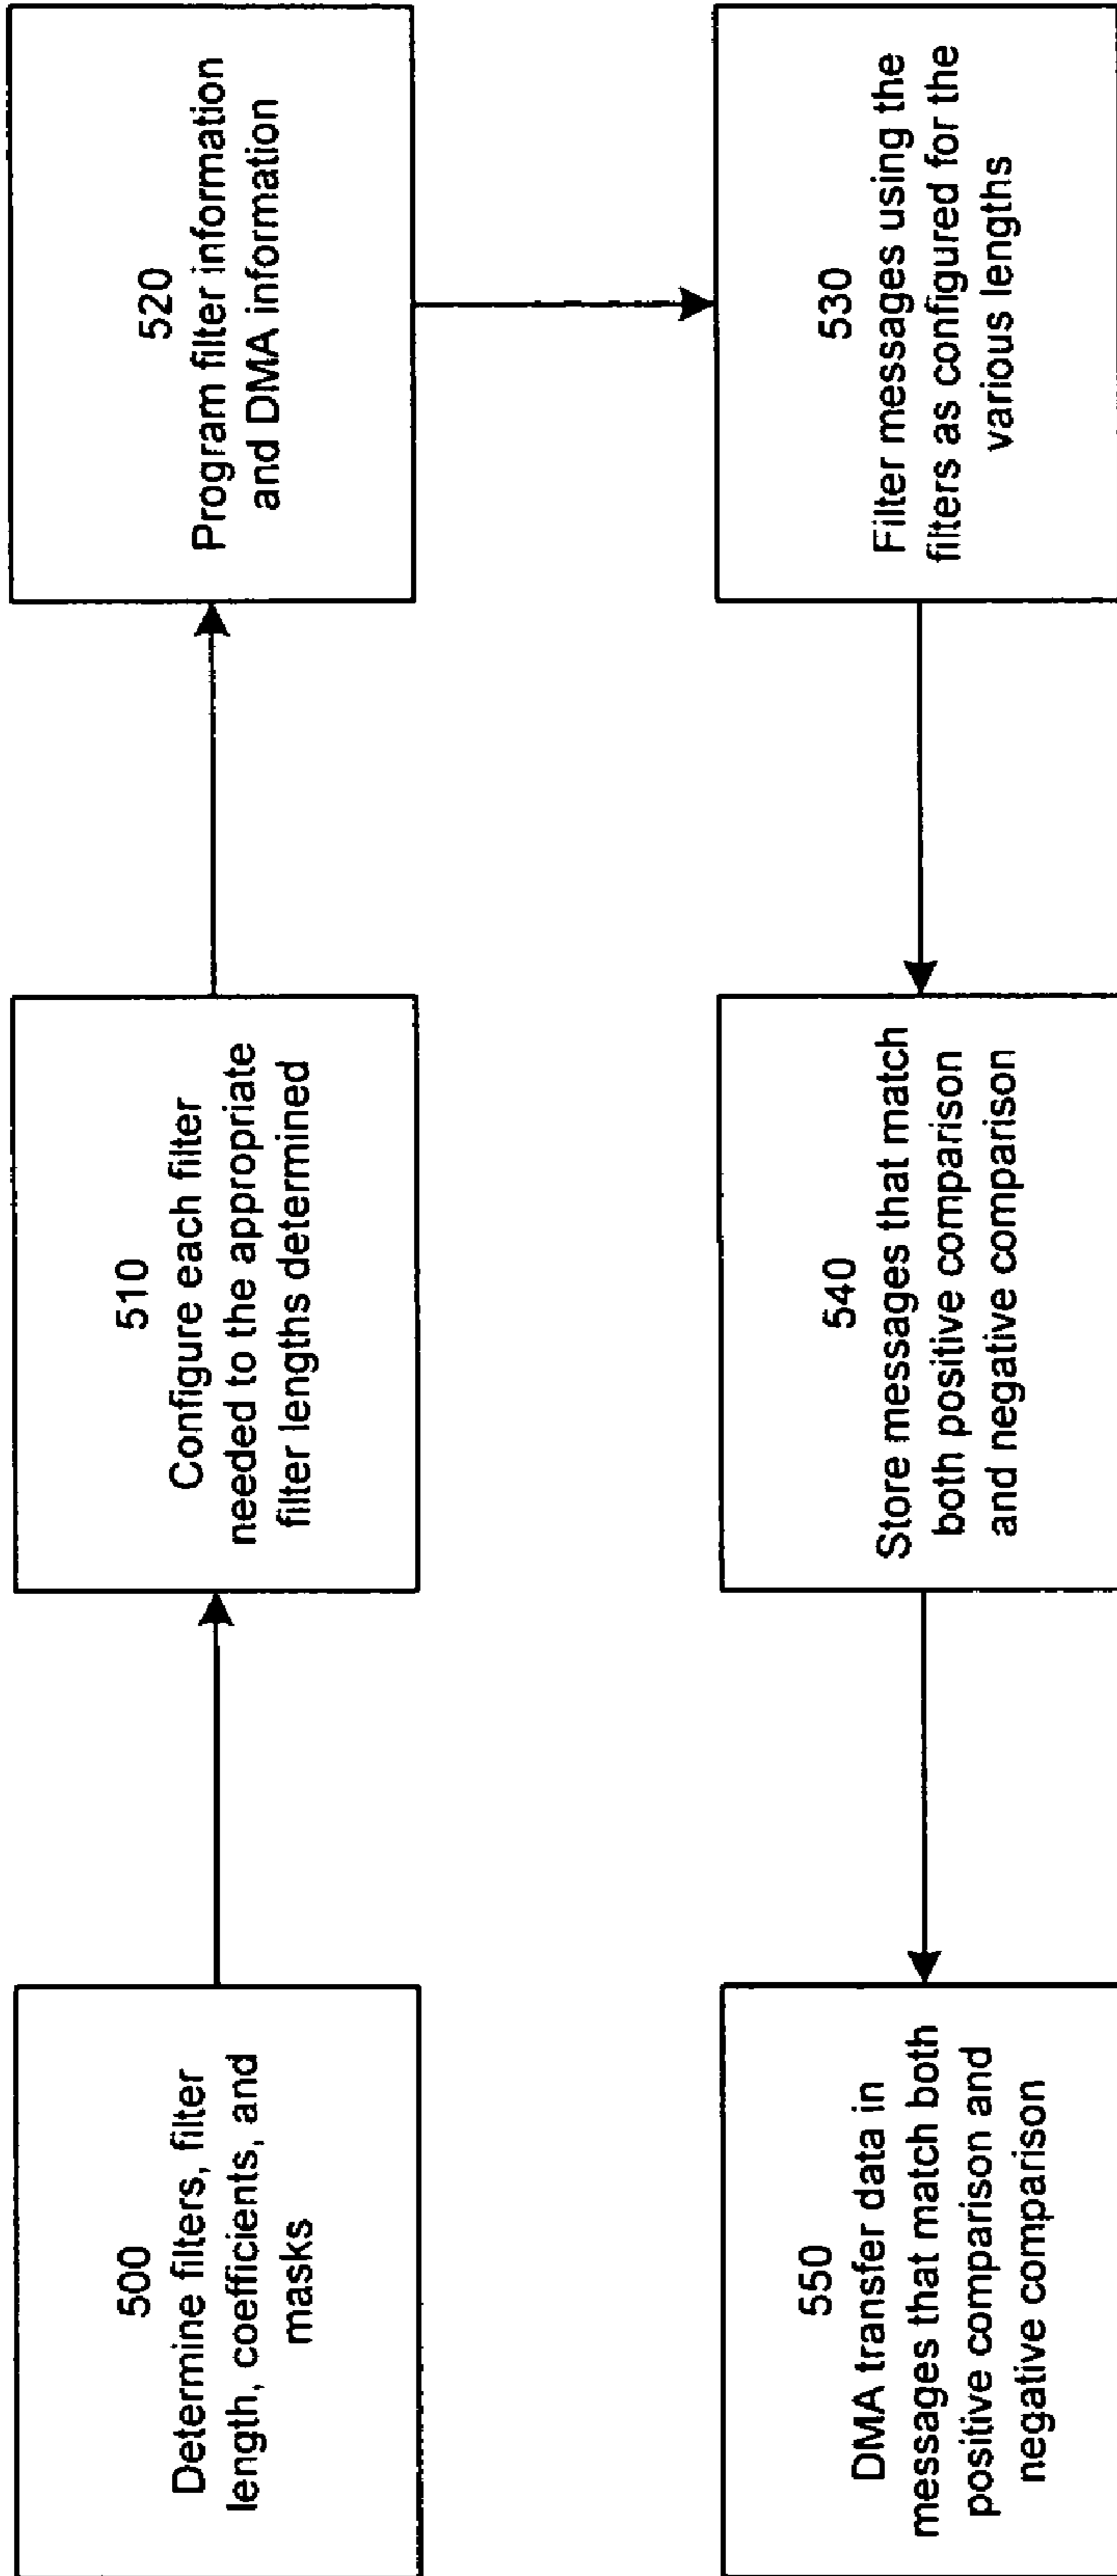 500
Determine filters, filter
length, coefficients, and
masks
510
Configure each filter
needed to the appropriate
filter lengths determined
520
Program filter information
and DMA information
530
Filter messages using the
filters as configured for the
various lengths
540
Store messages that match
both positive comparison
and negative comparison
550
DMA transfer data in
messages that match both
positive comparison and
negative comparison